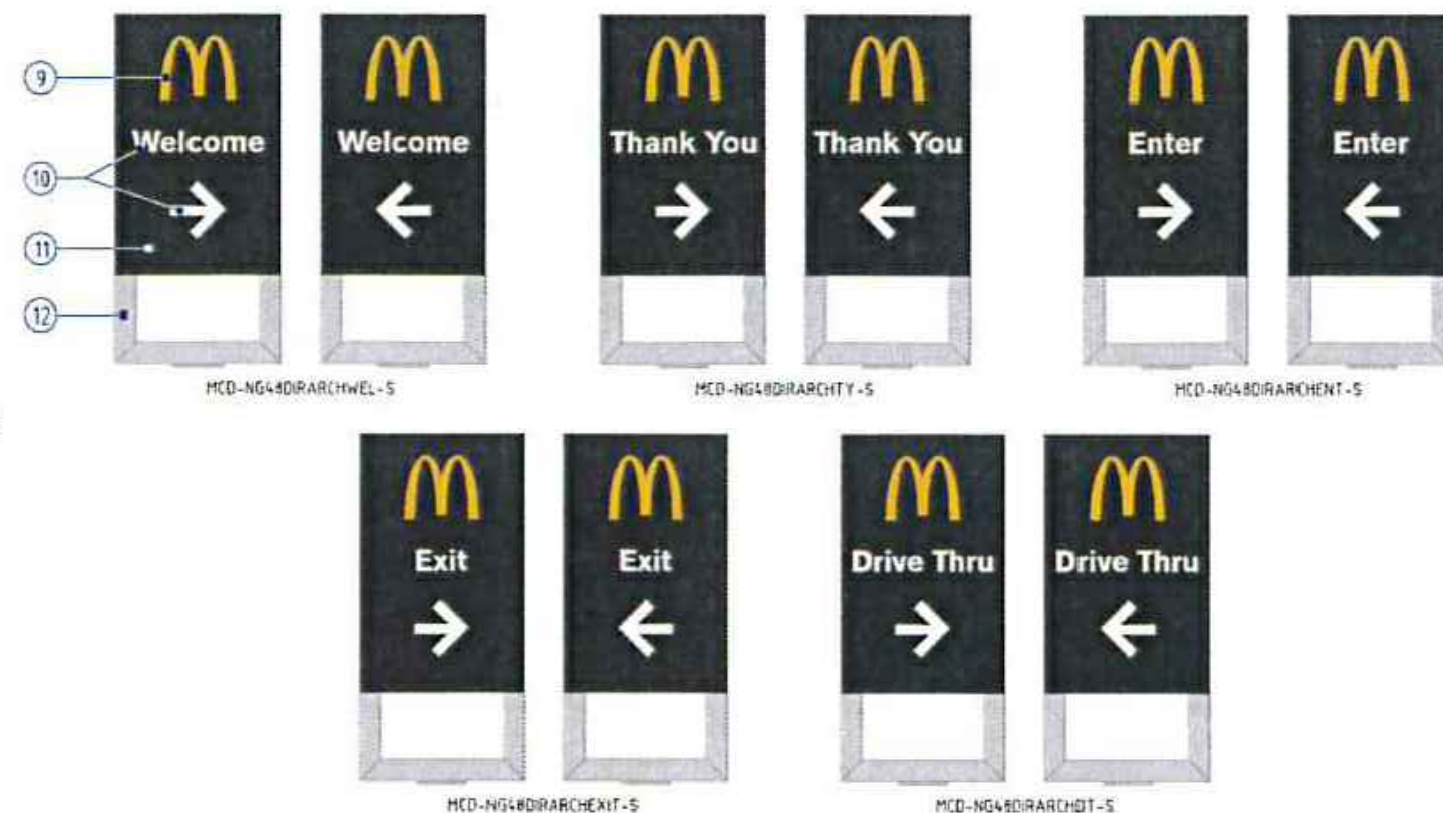 9
Welcome Welcome Thank You Thank You Enter Enter
10
11
12
MCD-NG48DIRARCHWEL-S MCD-NG48DIRARCHTY-S MCD-NG48DIRARCHENT-S
Exit Exit Drive Thru Drive Thru
MCD-NG48DIRARCHEXIT-S MCD-NG48DIRARCHDT-S